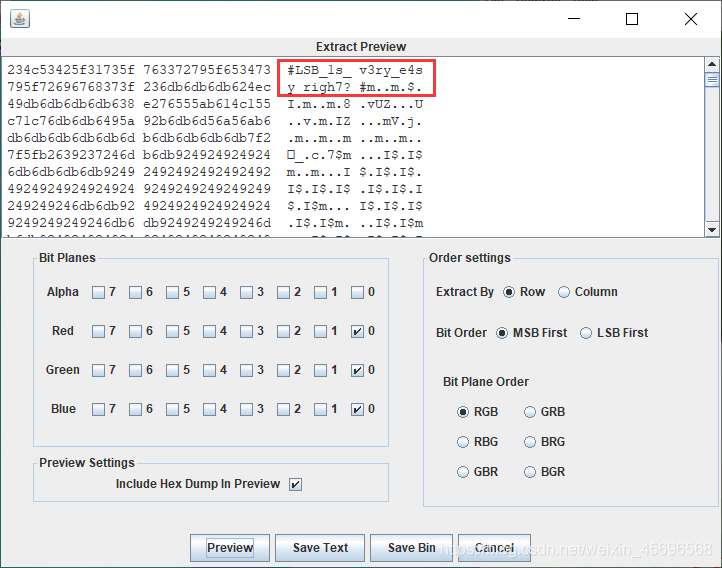 Extract Preview
234c53425f31735f 763372795f653473 #LSB_1s_ v3ry_e4s
795f72696768373f 236db6db6db624ec y_righ7? #m..m.$.
49db6db6db6db638 e276555ab614c155 I.m..m.8 .vUZ...U
c71c76db6db6495a 92b6db6d56a56ab6 ..v.m.IZ ...mV.j.
db6db6db6db6db6d b6db6db6db6db7f2 .m..m..m ..m..m..
7f5fb2639237246d b6db924924924924 ._.c.7$m ...I$.I$
6db6db6db6db9249 2492492492492492 m..m...I $.I.$I$.
4924924924924924 9249249249249249 I$.I$I$ .I$.I$.I
249249246db6db92 4924924924924924 $.I$m... I$.I$.I$
9249249249246db6 db9249249249246d .I$.I$m. ..I$.I$m
Bit Planes
Alpha 7 6 5 4 3 2 1 0
Red 7 6 5 4 3 2 1 0
Green 7 6 5 4 3 2 1 0
Blue 7 6 5 4 3 2 1 0
Preview Settings
Include Hex Dump In Preview
Order settings
Extract By Row Column
Bit Order MSB First LSB First
Bit Plane Order
RGB GRB
RBG BRG
GBR BGR
Preview Save Text Save Bin Cancel
https://blog.csdn.net/weixin_45696568